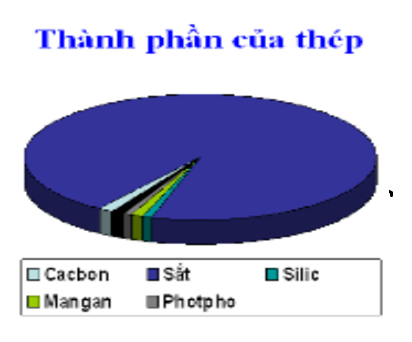 Thành phần của thép
Cacbon Sắt Silic
Mangan Photpho